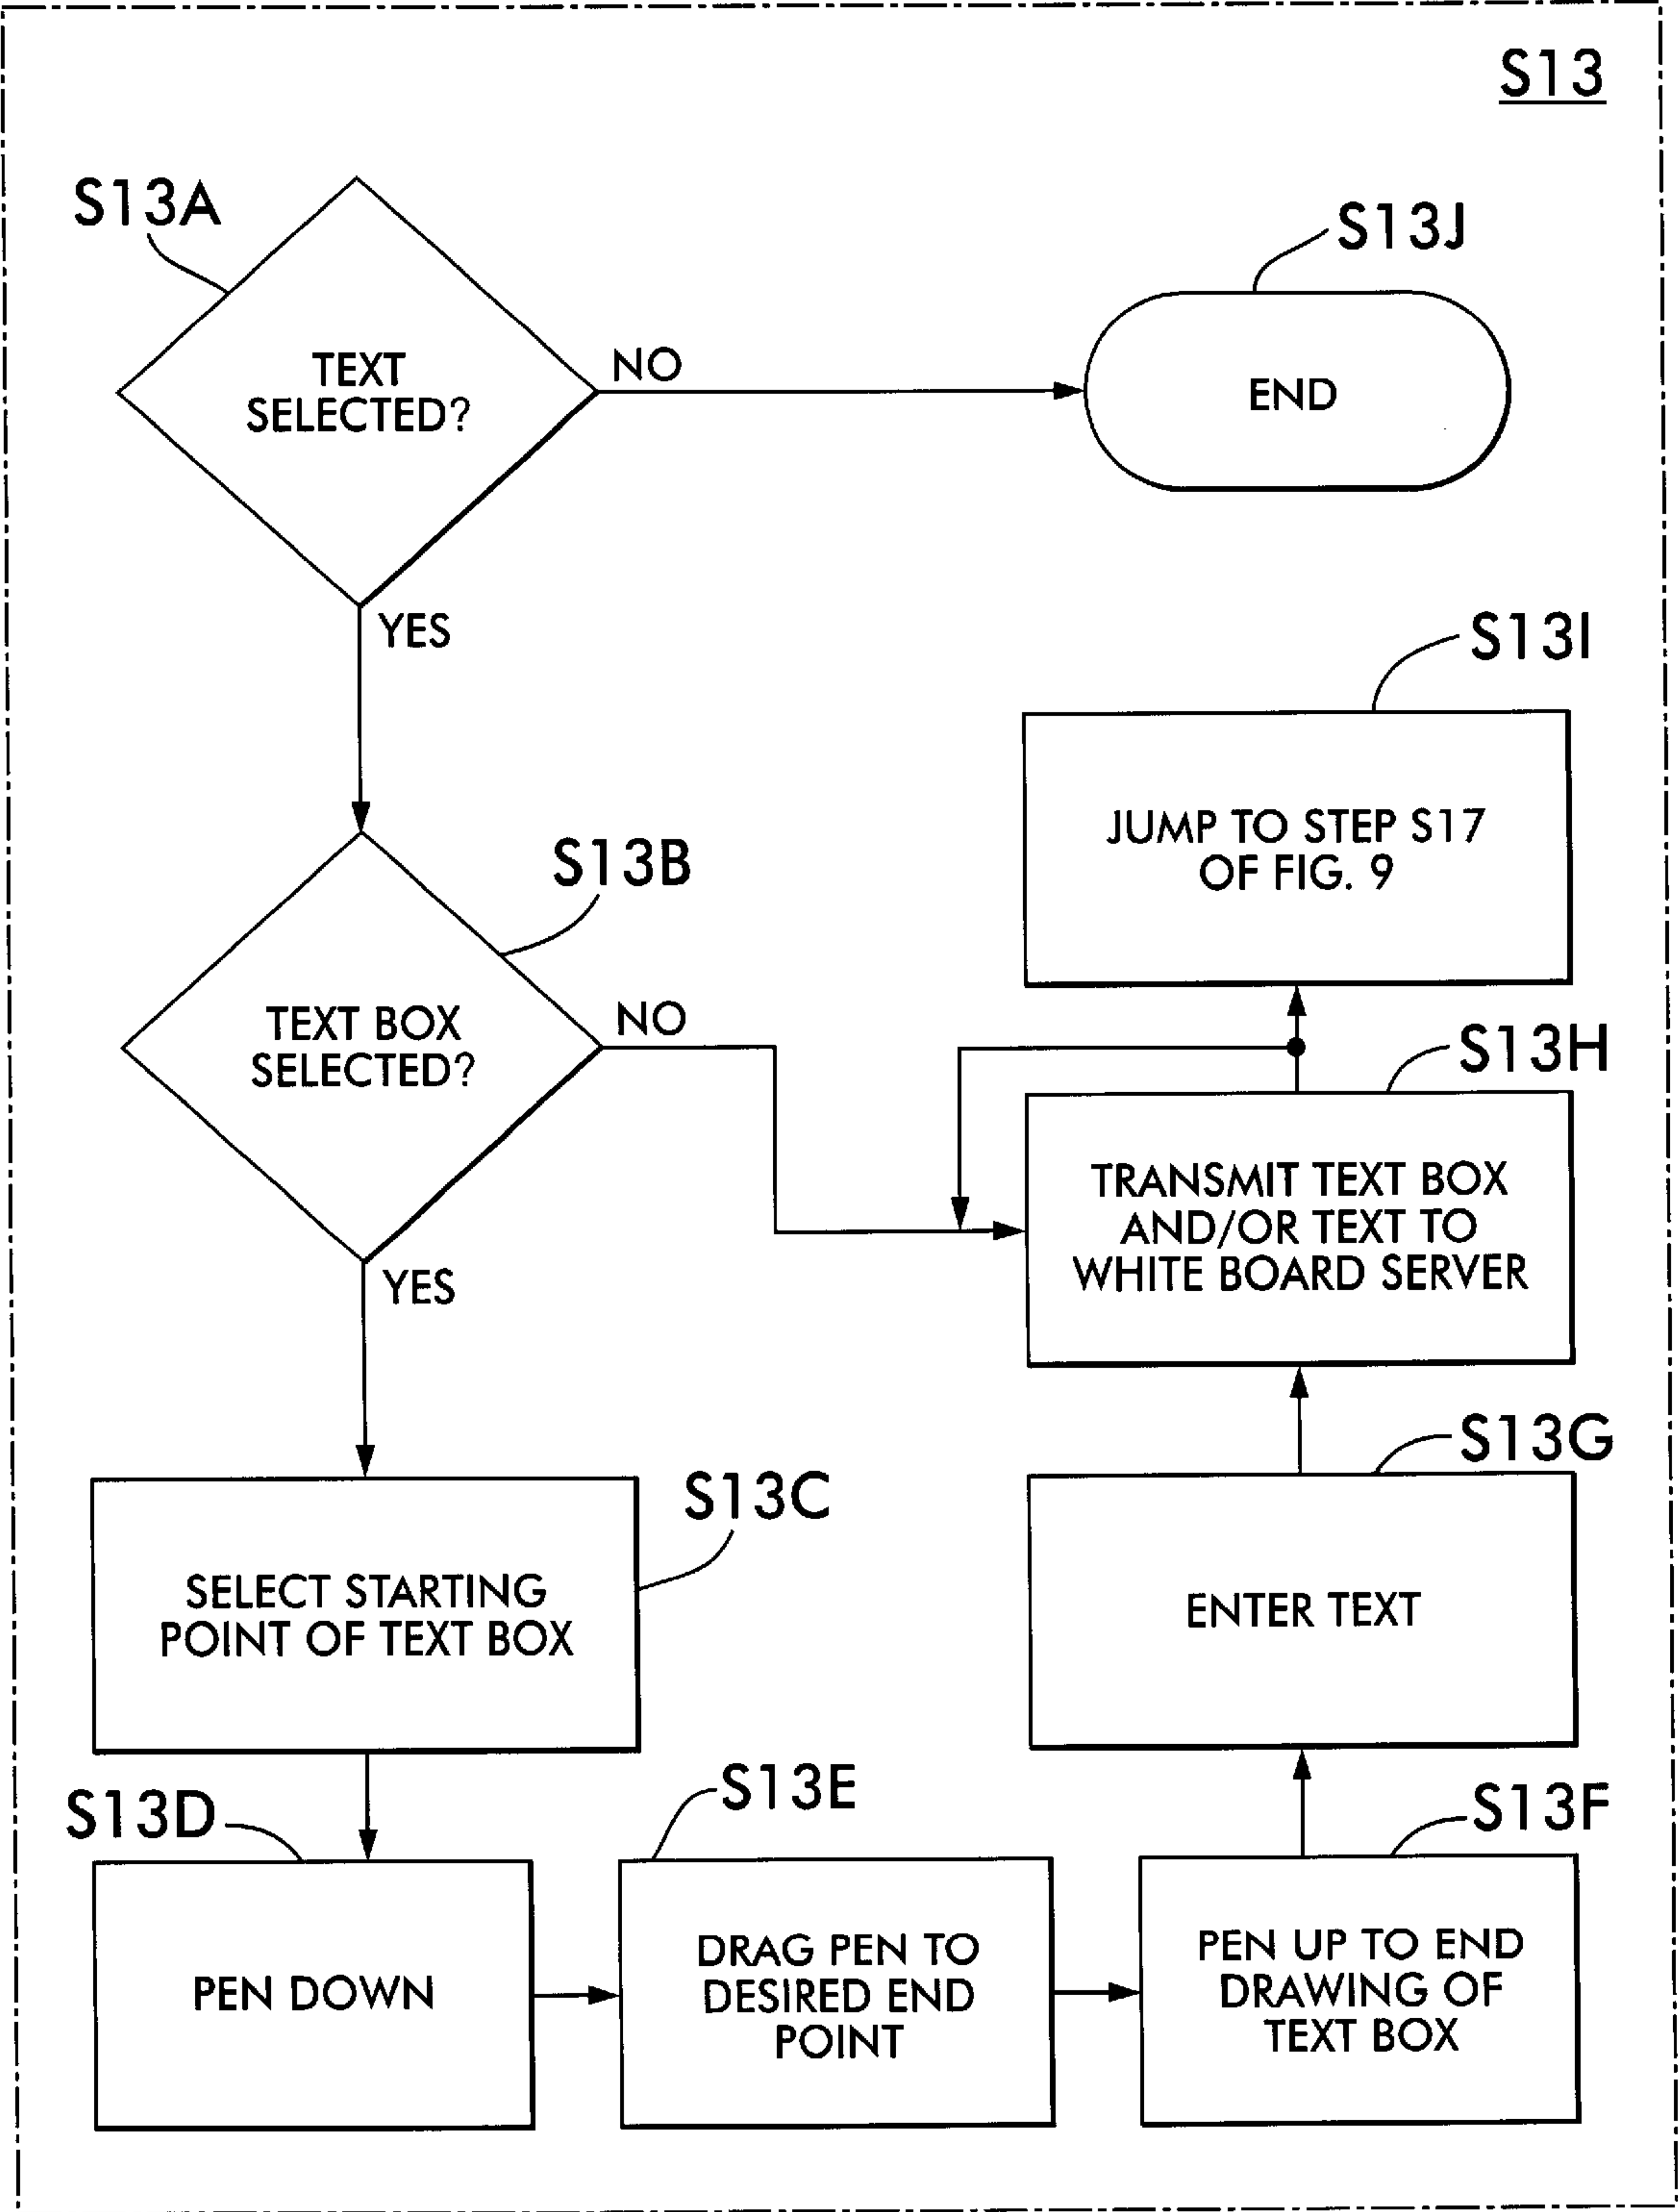 S13
S13A
TEXT
SELECTED?
NO
S13J
END
YES
S13I
JUMP TO STEP S17
OF FIG. 9
S13B
TEXT BOX
SELECTED?
NO
S13H
TRANSMIT TEXT BOX
AND/OR TEXT TO
WHITE BOARD SERVER
YES
S13C
SELECT STARTING
POINT OF TEXT BOX
S13G
ENTER TEXT
S13D
PEN DOWN
S13E
DRAG PEN TO
DESIRED END
POINT
S13F
PEN UP TO END
DRAWING OF
TEXT BOX